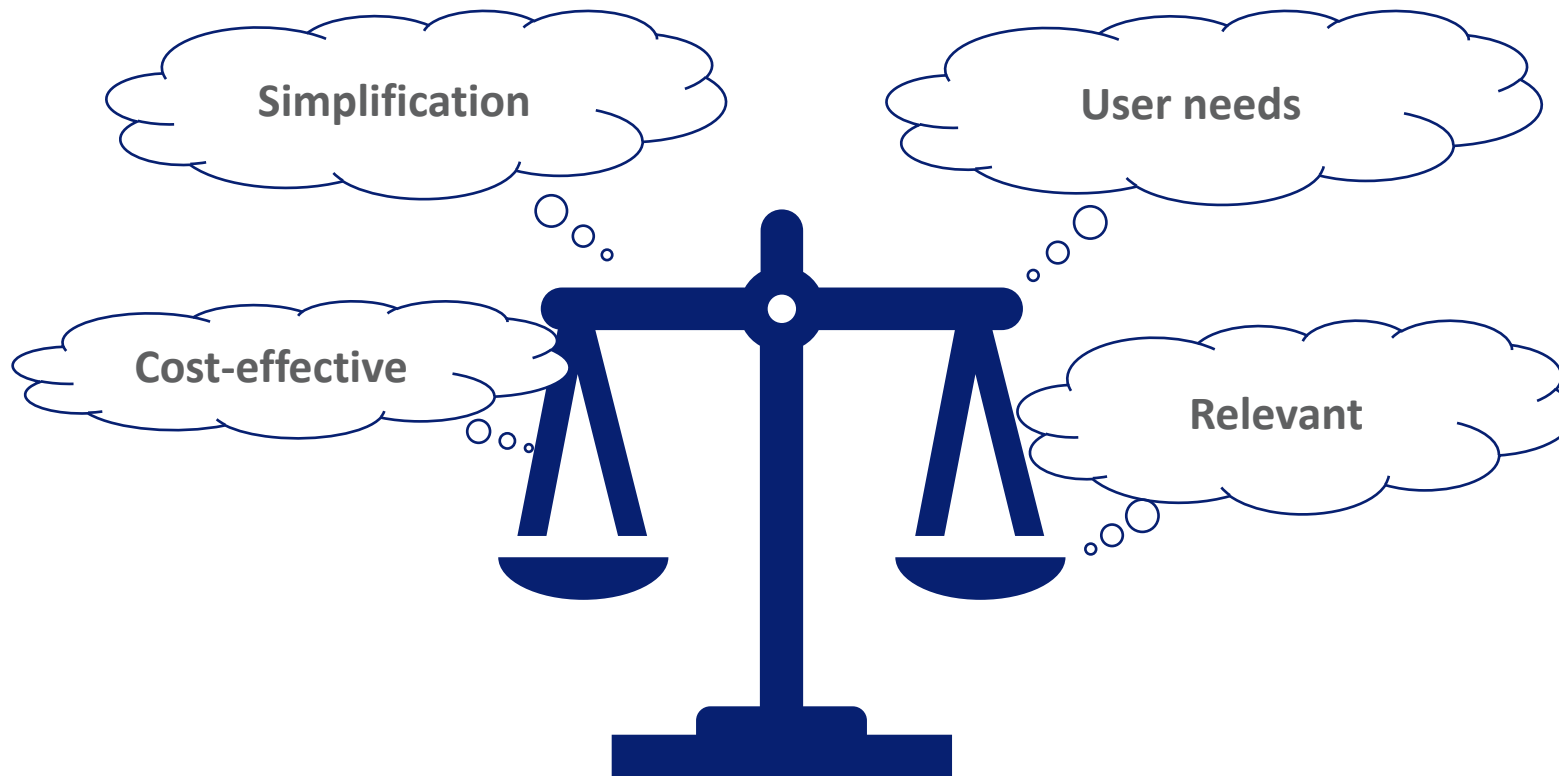 Simplification
User needs
Cost-effective
Relevant